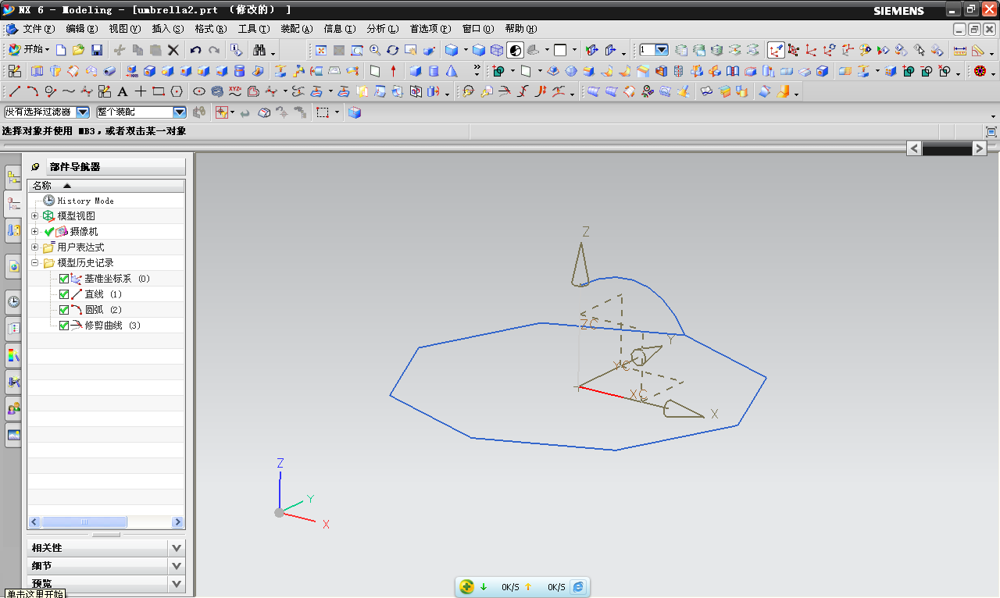 NX 6 - Modeling - [umbrella2.prt （修改的） ]
SIEMENS
文件(F) 编辑(E) 视图(V) 插入(S) 格式(R) 工具(T) 装配(A) 信息(I) 分析(L) 首选项(P) 窗口(O) 帮助(H)
开始
1
没有选择过滤器 整个装配
选择对象并使用 MB3，或者双击某一对象
部件导航器
名称
History Mode
模型视图
摄像机
用户表达式
模型历史记录
基准坐标系 (0)
直线 (1)
圆弧 (2)
修剪曲线 (3)
相关性
细节
预览
单击这里开始
Z
ZC
Y
YC
XC
X
Z
Y
X
0K/S 0K/S